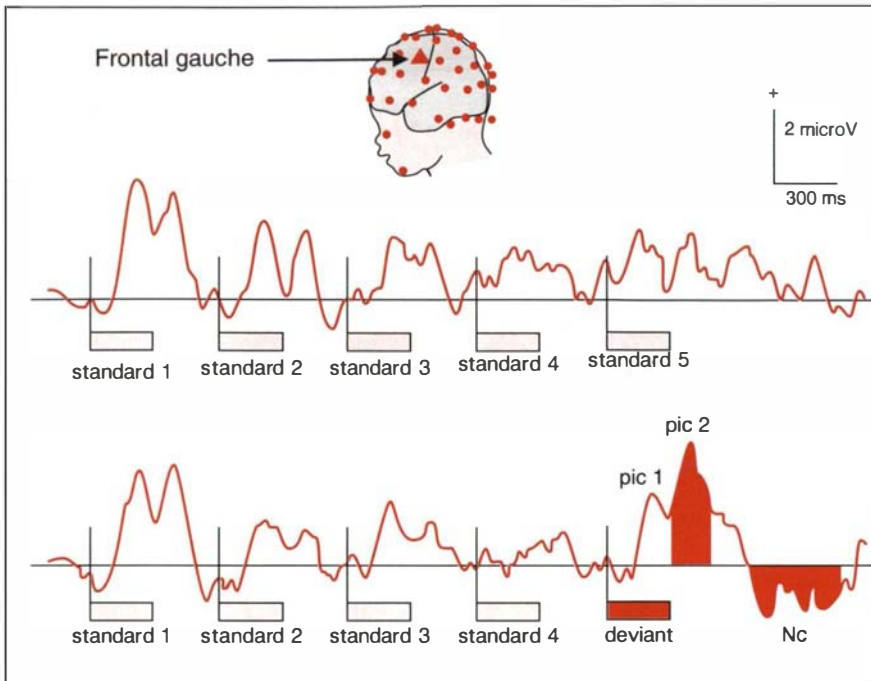 Frontal gauche
+
2 microV
300 ms
standard 1
standard 2
standard 3
standard 4
standard 5
pic 2
pic 1
standard 1
standard 2
standard 3
standard 4
deviant
Nc